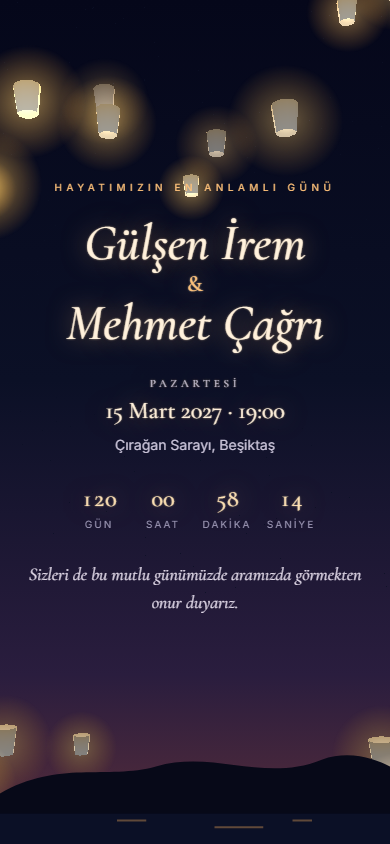 HAYATIMIZIN EN ANLAMLI GÜNÜ
Gülşen İrem
&
Mehmet Çağrı
PAZARTESİ
15 Mart 2027 · 19:00
Çırağan Sarayı, Beşiktaş
120 00 58 14
GÜN SAAT DAKİKA SANİYE
Sizleri de bu mutlu günümüzde aramızda görmekten
onur duyarız.